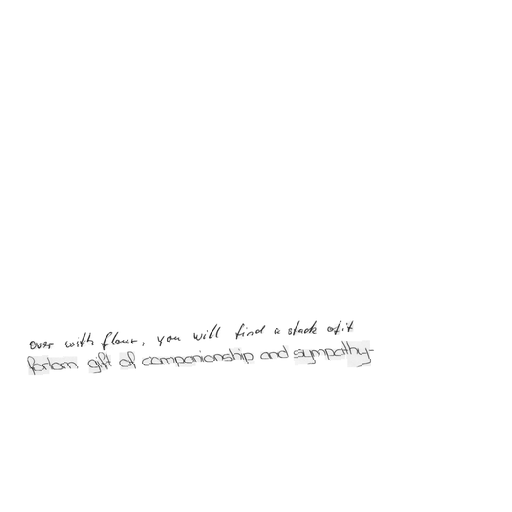 over with flour, you will find a stack of it
forlorn gift of companionship and sympathy-